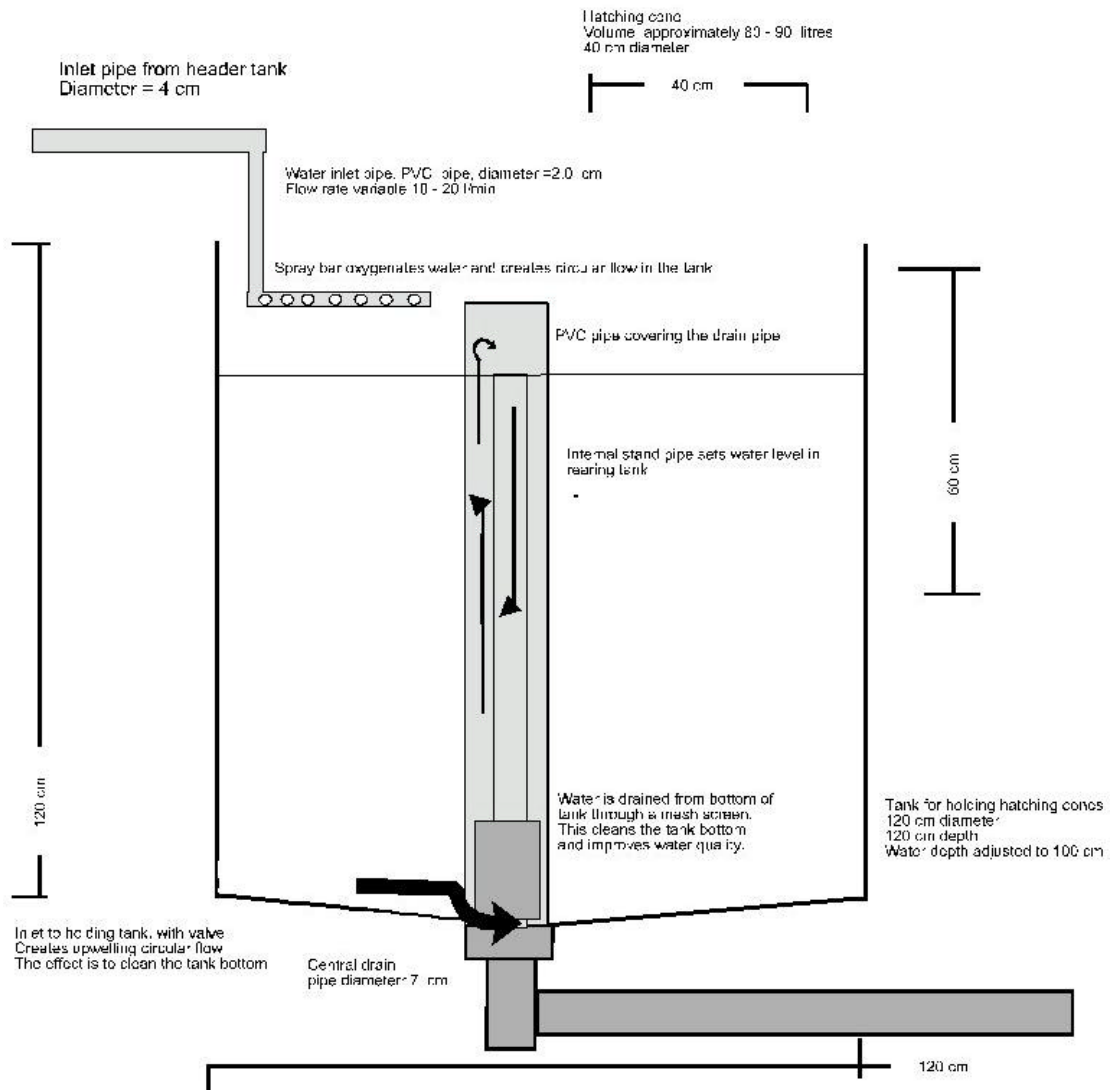 Hatching cone
Volume approximately 80 - 90 litres
40 cm diameter
40 cm
Inlet pipe from header tank
Diameter = 4 cm
Water inlet pipe. PVC pipe, diameter =2.0 cm
Flow rate variable 10 - 20 l/min
Spray bar oxygenates water and creates circular flow in the tank
PVC pipe covering the drain pipe
Internal stand pipe sets water level in
rearing tank
60 cm
120 cm
Water is drained from bottom of
tank through a mesh screen.
This cleans the tank bottom
and improves water quality.
Tank for holding hatching cones
120 cm diameter
120 cm depth
Water depth adjusted to 100 cm
Inlet to holding tank, with valve
Creates upwelling circular flow
The effect is to clean the tank bottom
Central drain
pipe diameter 7 cm
120 cm